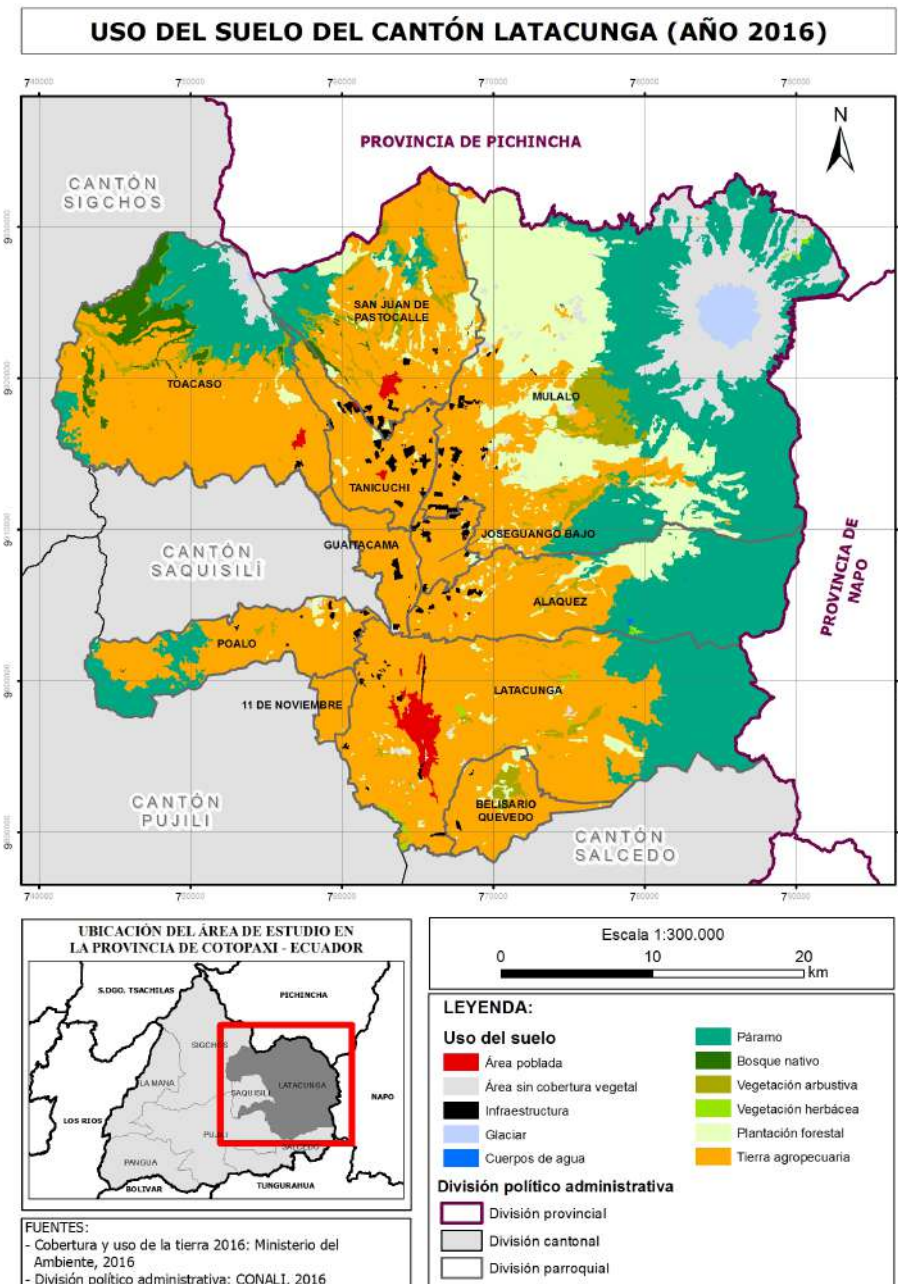 USO DEL SUELO DEL CANTÓN LATACUNGA (AÑO 2016)
N
PROVINCIA DE PICHINCHA
CANTÓN
SIGCHOS
SAN JUAN DE
PASTOCALLE
TOACASO
MULALO
TANICUCHI
GUAITACAMA
JOSEGUANGO BAJO
CANTÓN
SAQUISILÍ
PROVINCIA DE
NAPO
ALAQUEZ
POALO
LATACUNGA
11 DE NOVIEMBRE
CANTÓN
PUJILI
BELISARIO
QUEVEDO
CANTÓN
SALCEDO
UBICACIÓN DEL ÁREA DE ESTUDIO EN
LA PROVINCIA DE COTOPAXI - ECUADOR
S.DGO. TSACHILAS
PICHINCHA
SIGCHOS
LA MANA
SAQUISILI
LATACUNGA
NAPO
LOS RIOS
PUJILI
SALCEDO
PANGUA
BOLIVAR
TUNGURAHUA
FUENTES:
- Cobertura y uso de la tierra 2016: Ministerio del
Ambiente, 2016
- División político administrativa: CONALI, 2016
Escala 1:300.000
0 10 20
km
LEYENDA:
Uso del suelo
Área poblada
Área sin cobertura vegetal
Infraestructura
Glaciar
Cuerpos de agua
Páramo
Bosque nativo
Vegetación arbustiva
Vegetación herbácea
Plantación forestal
Tierra agropecuaria
División político administrativa
División provincial
División cantonal
División parroquial